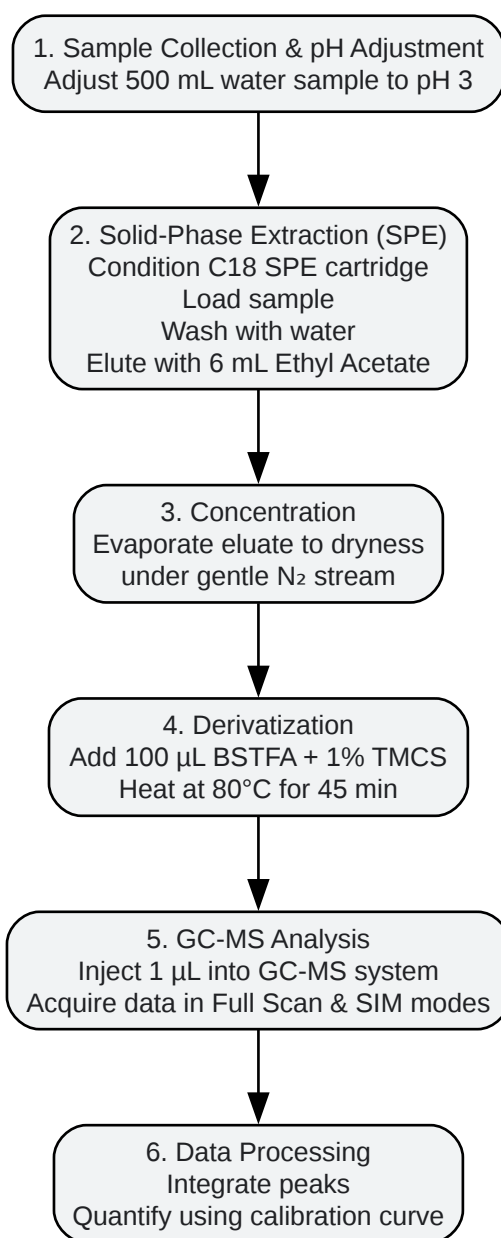 1. Sample Collection & pH Adjustment
Adjust 500 mL water sample to pH 3
2. Solid-Phase Extraction (SPE)
Condition C18 SPE cartridge
Load sample
Wash with water
Elute with 6 mL Ethyl Acetate
3. Concentration
Evaporate eluate to dryness
under gentle N₂ stream
4. Derivatization
Add 100 µL BSTFA + 1% TMCS
Heat at 80°C for 45 min
5. GC-MS Analysis
Inject 1 µL into GC-MS system
Acquire data in Full Scan & SIM modes
6. Data Processing
Integrate peaks
Quantify using calibration curve